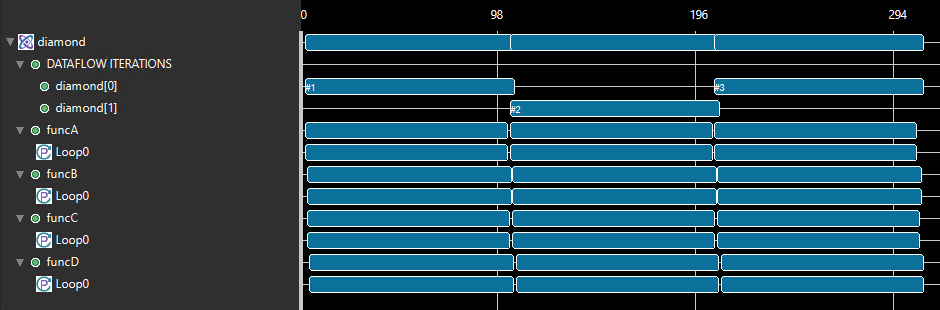 0 98 196 294
diamond
DATAFLOW ITERATIONS
diamond[0] #1 #3
diamond[1] #2
funcA
Loop0
funcB
Loop0
funcC
Loop0
funcD
Loop0